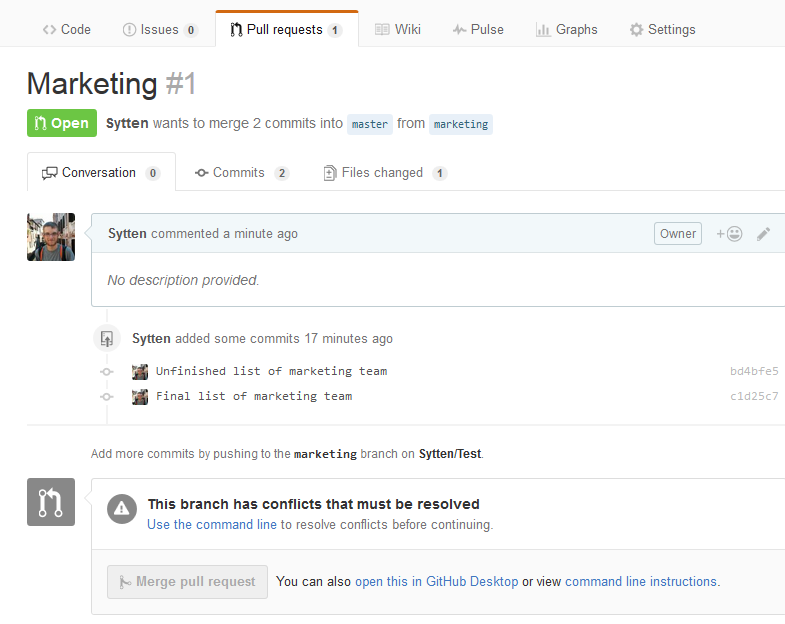 Code Issues 0 Pull requests 1 Wiki Pulse Graphs Settings
Marketing #1
Open Sytten wants to merge 2 commits into master from marketing
Conversation 0 Commits 2 Files changed 1
Sytten commented a minute ago Owner +
No description provided.
Sytten added some commits 17 minutes ago
Unfinished list of marketing team bd4bfe5
Final list of marketing team c1d25c7
Add more commits by pushing to the marketing branch on Sytten/Test.
This branch has conflicts that must be resolved
Use the command line to resolve conflicts before continuing.
Merge pull request You can also open this in GitHub Desktop or view command line instructions.